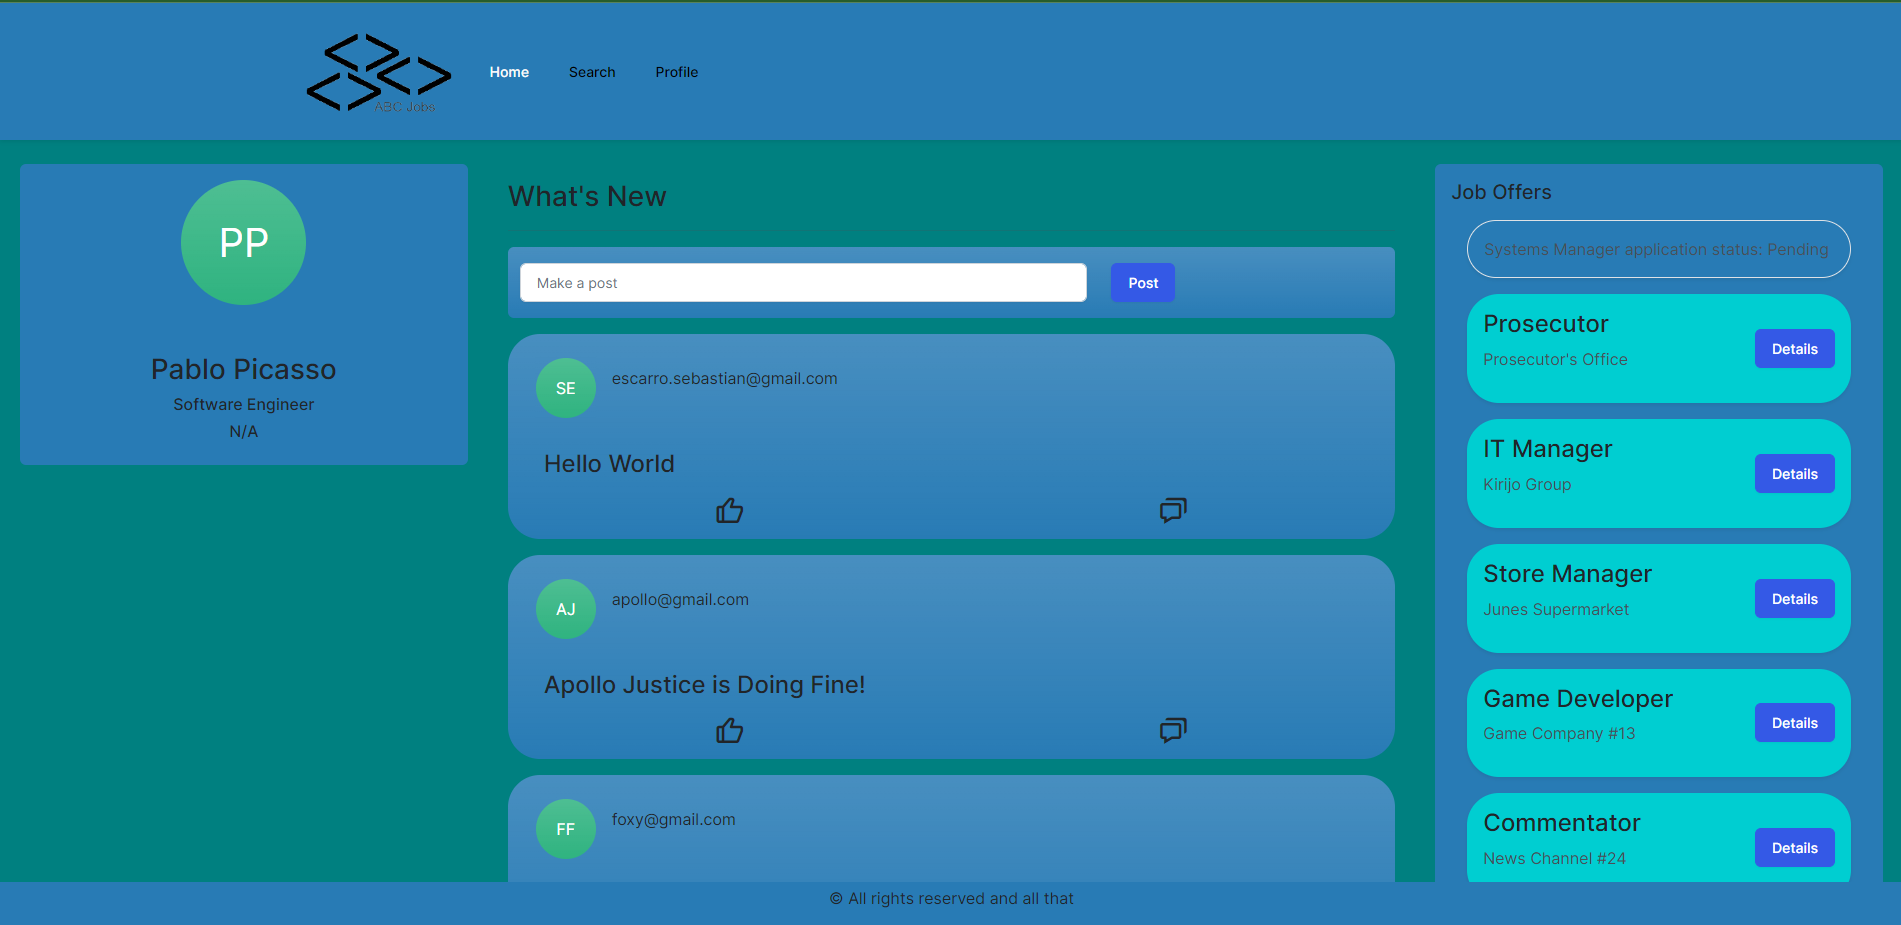 ABC Jobs
Home
Search
Profile
PP
Pablo Picasso
Software Engineer
N/A
What's New
Make a post
Post
SE
escarro.sebastian@gmail.com
Hello World
AJ
apollo@gmail.com
Apollo Justice is Doing Fine!
FF
foxy@gmail.com
Job Offers
Systems Manager application status: Pending
Prosecutor
Prosecutor's Office
Details
IT Manager
Kirijo Group
Details
Store Manager
Junes Supermarket
Details
Game Developer
Game Company #13
Details
Commentator
News Channel #24
Details
© All rights reserved and all that